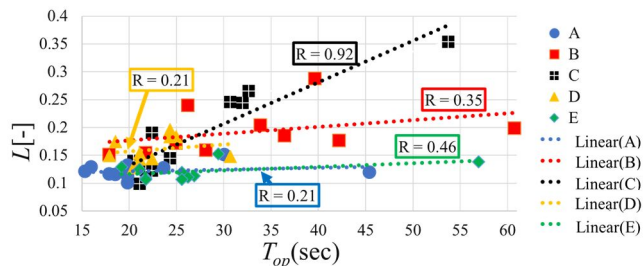 0.4
0.35
0.3
0.25
0.2
0.15
0.1
0.05
L[-]
R = 0.92
R = 0.21
R = 0.35
R = 0.46
R = 0.21
15 20 25 30 35 40 45 50 55 60
T_op(sec)
A
B
C
D
E
Linear(A)
Linear(B)
Linear(C)
Linear(D)
Linear(E)